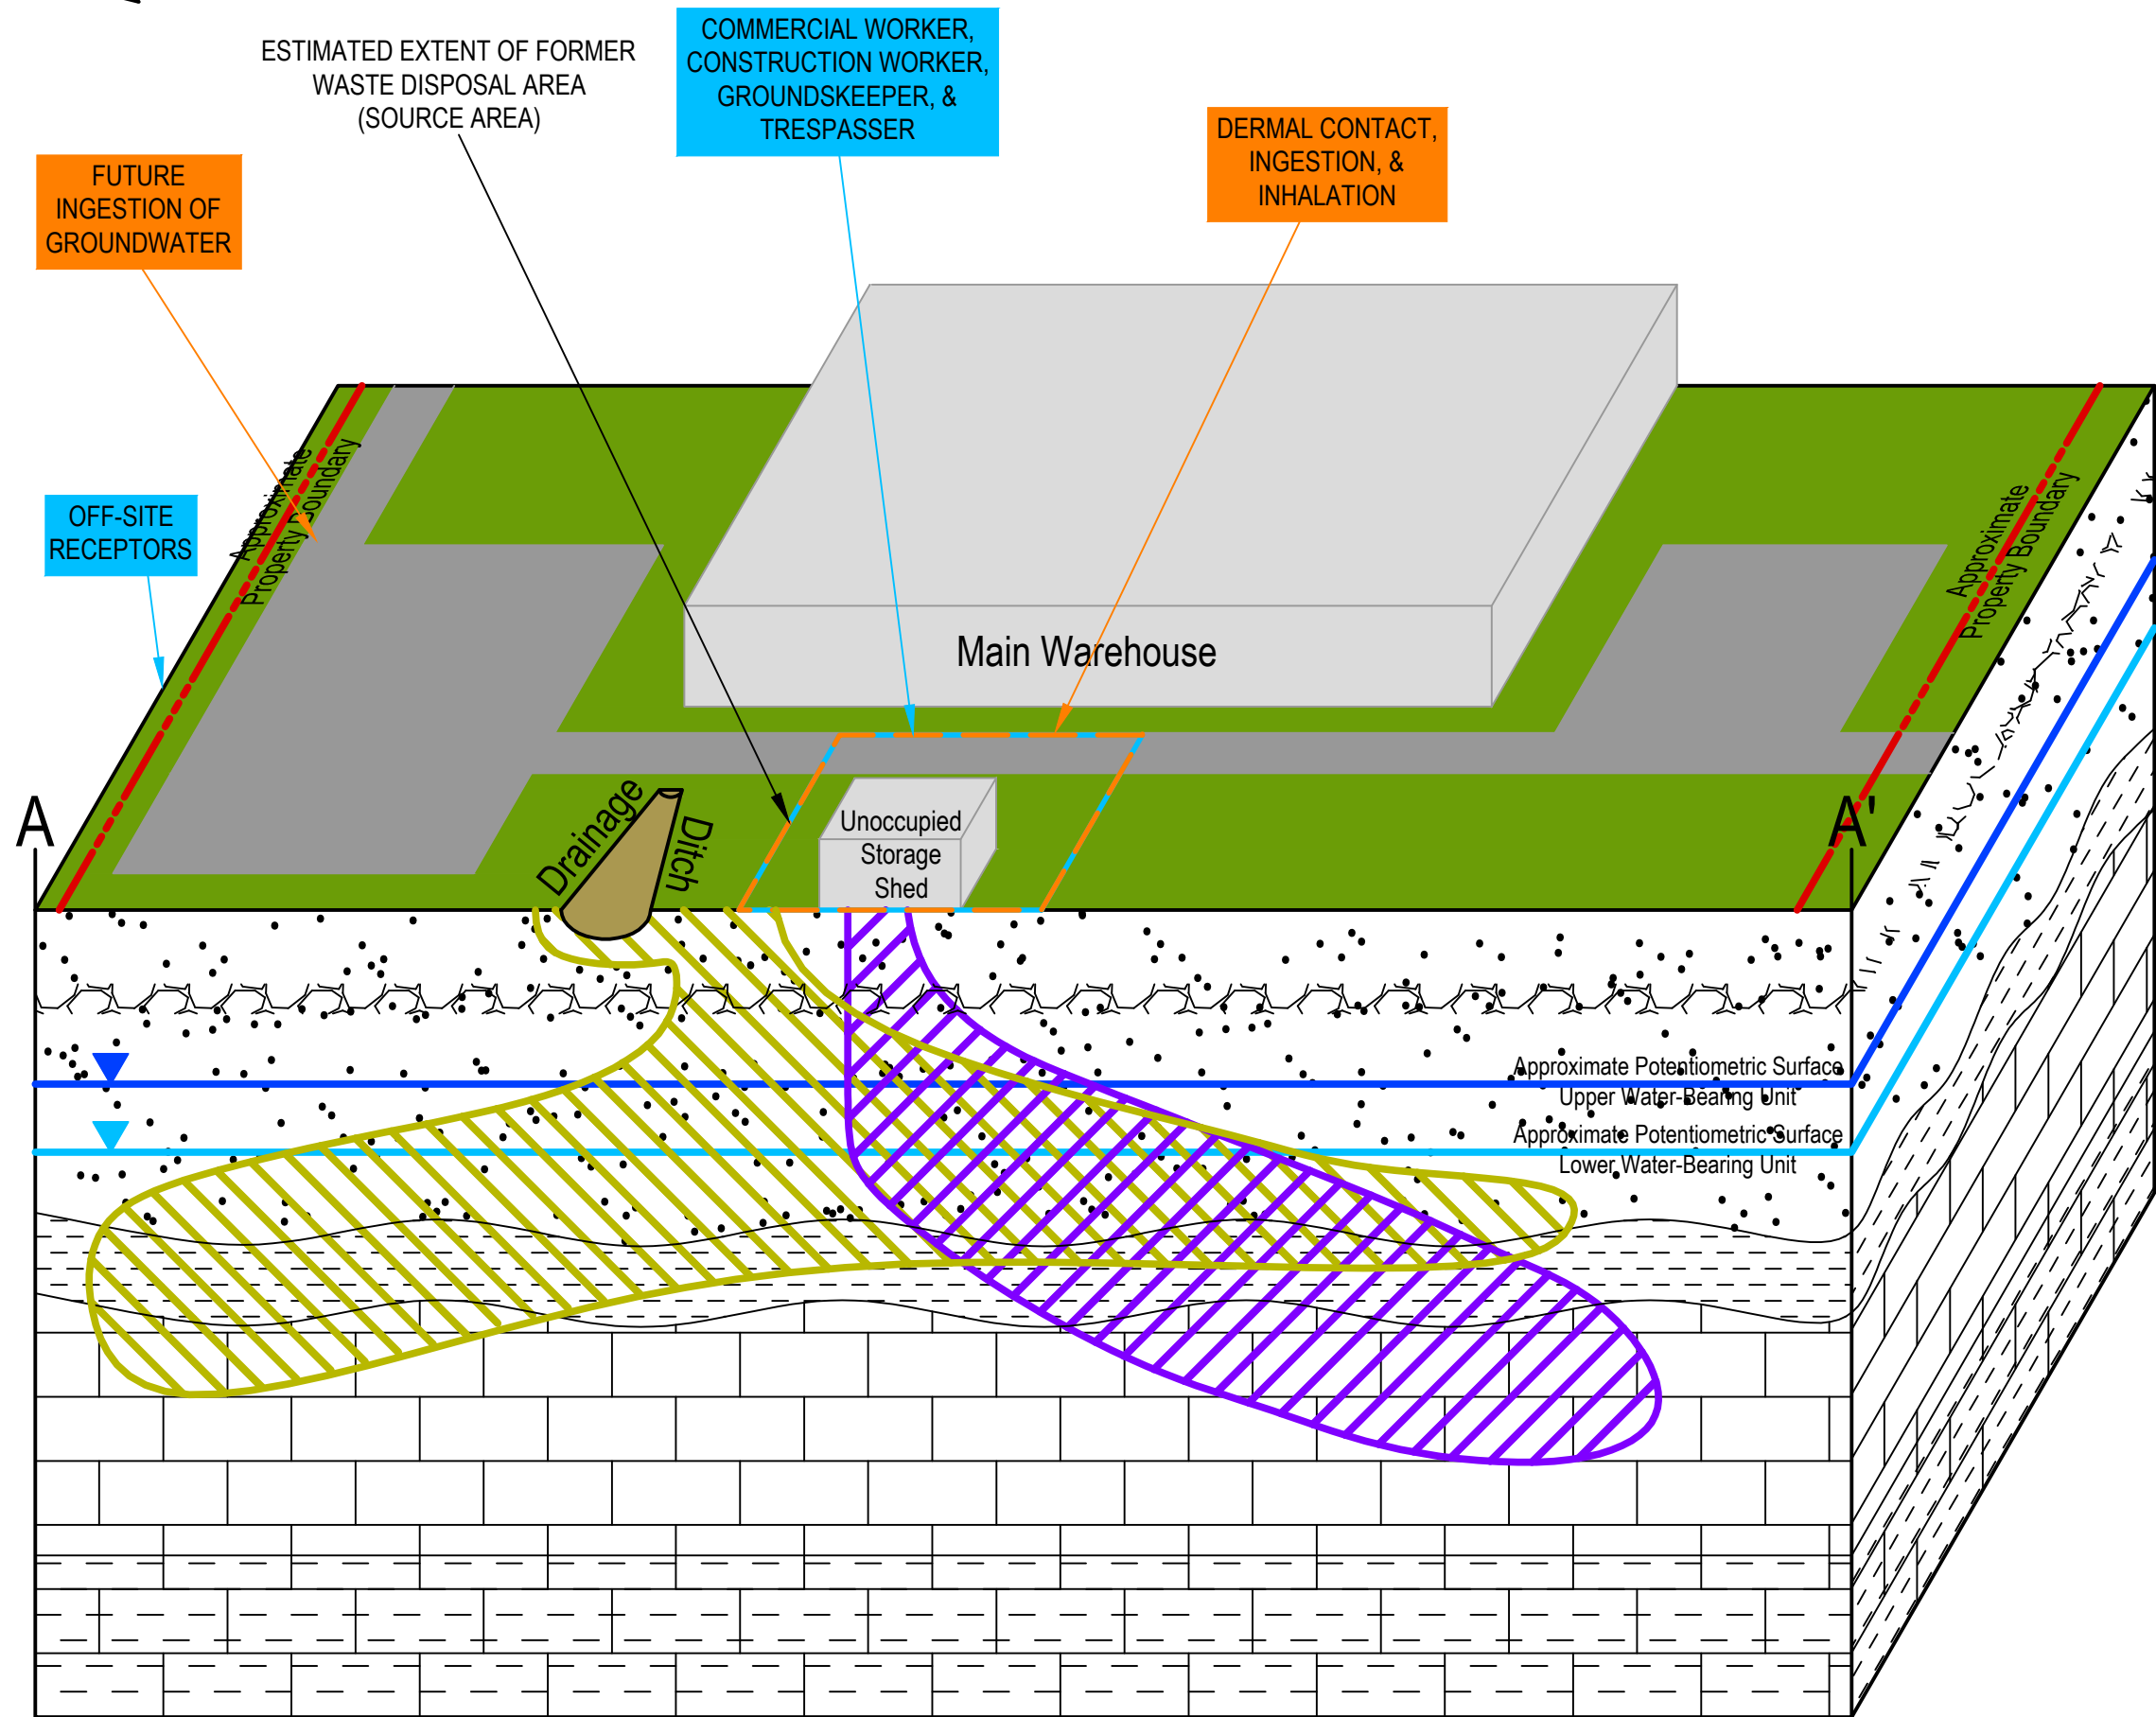 COMMERCIAL WORKER,
CONSTRUCTION WORKER,
GROUNDSKEEPER, &
TRESPASSER
ESTIMATED EXTENT OF FORMER
WASTE DISPOSAL AREA
(SOURCE AREA)
DERMAL CONTACT,
INGESTION, &
INHALATION
FUTURE
INGESTION OF
GROUNDWATER
OFF-SITE
RECEPTORS
Approximate
Property Boundary
Approximate
Property Boundary
Main Warehouse
Drainage
Ditch
Unoccupied
Storage
Shed
A
A'
Approximate Potentiometric Surface
Upper Water-Bearing Unit
Approximate Potentiometric Surface
Lower Water-Bearing Unit